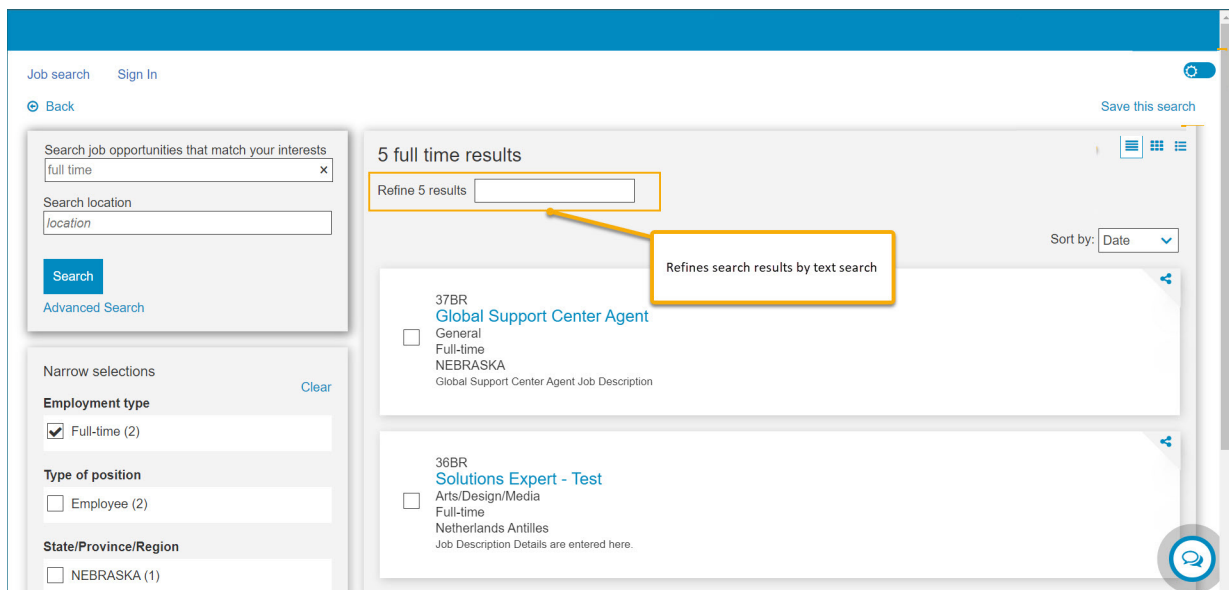 Job search Sign In
Back Save this search
Search job opportunities that match your interests
full time
Search location
location
Search
Advanced Search
Narrow selections
Clear
Employment type
Full-time (2)
Type of position
Employee (2)
State/Province/Region
NEBRASKA (1)
5 full time results
Refine 5 results
Refines search results by text search
Sort by: Date
37BR
Global Support Center Agent
General
Full-time
NEBRASKA
Global Support Center Agent Job Description
36BR
Solutions Expert - Test
Arts/Design/Media
Full-time
Netherlands Antilles
Job Description Details are entered here.